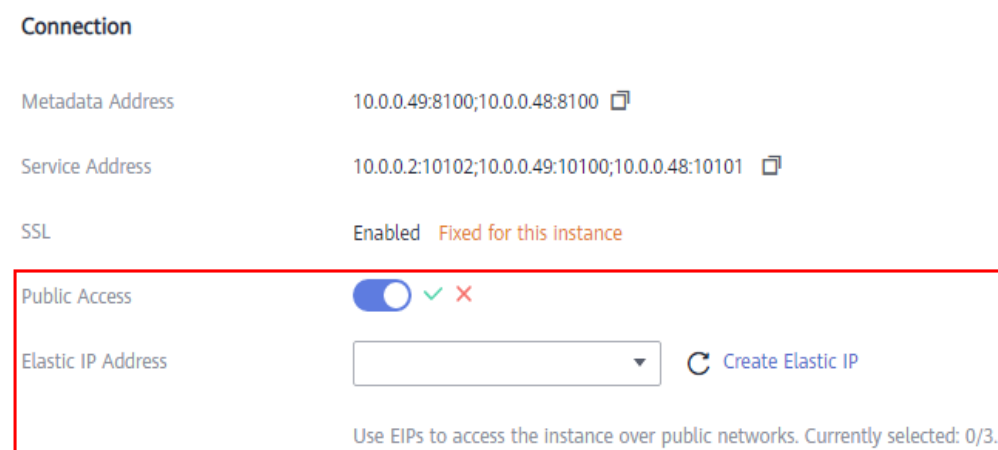 Connection
Metadata Address 10.0.0.49:8100;10.0.0.48:8100
Service Address 10.0.0.2:10102;10.0.0.49:10100;10.0.0.48:10101
SSL Enabled Fixed for this instance
Public Access
Elastic IP Address Create Elastic IP
Use EIPs to access the instance over public networks. Currently selected: 0/3.